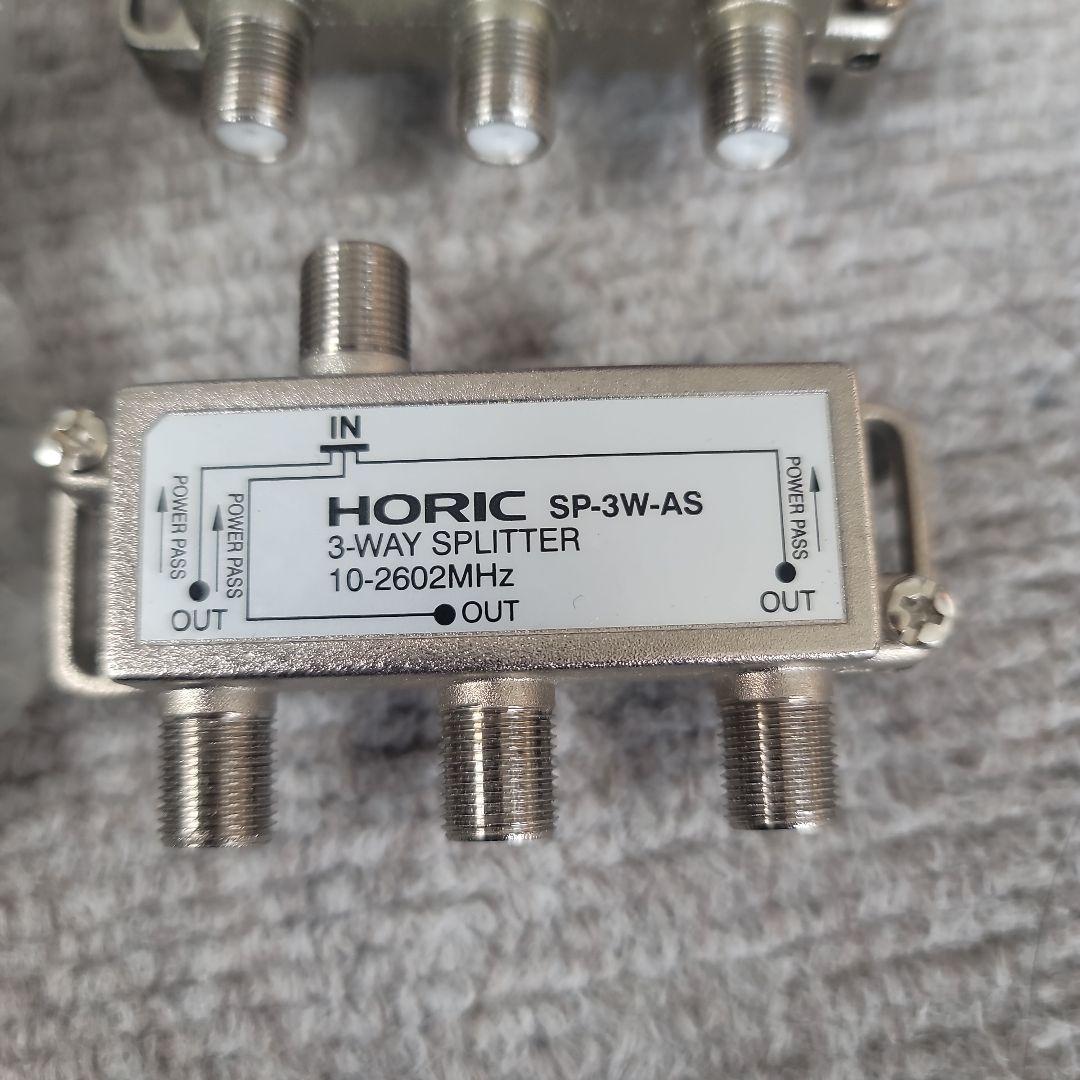 IN
HORIC SP-3W-AS
3-WAY SPLITTER
10-2602MHz
POWER PASS
POWER PASS
POWER PASS
OUT
OUT
OUT